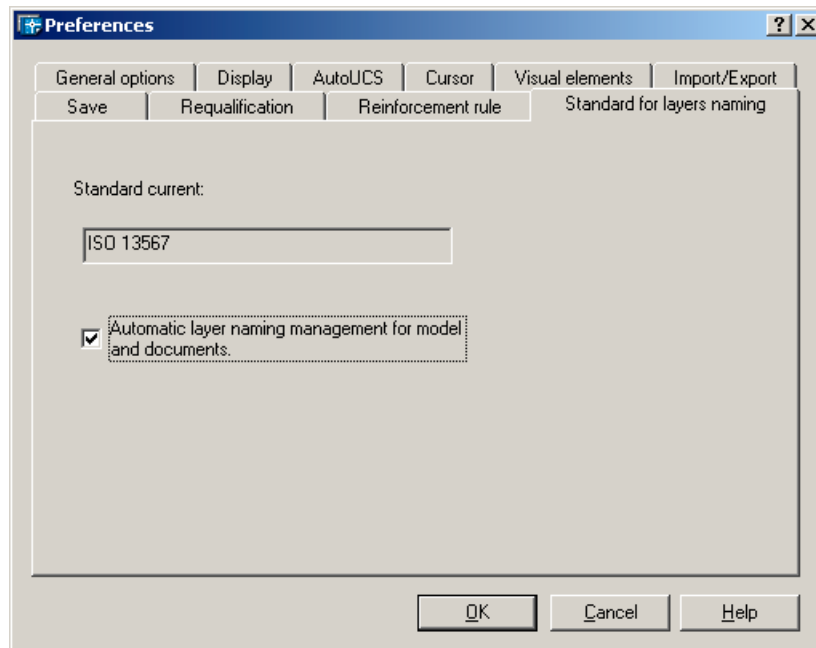 Preferences
General options Display AutoUCS Cursor Visual elements Import/Export
Save Requalification Reinforcement rule Standard for layers naming
Standard current:
ISO 13567
Automatic layer naming management for model
and documents.
OK Cancel Help